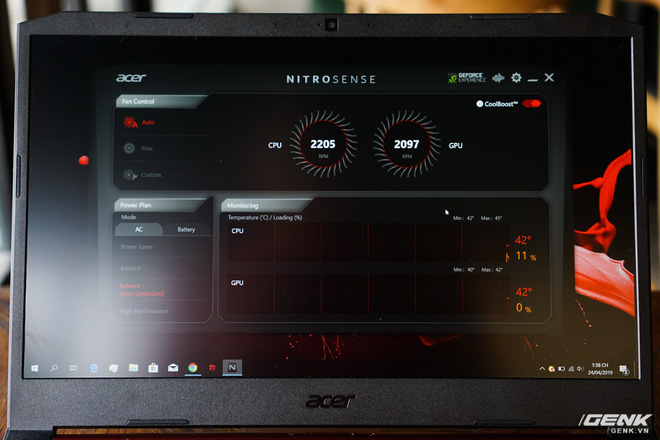 acer
NITROSENSE
GEFORCE EXPERIENCE
Fan Control
CoolBoost™
Auto
Max
Custom
CPU
2205
RPM
2097
RPM
GPU
Power Plan
Mode
AC
Battery
Power Saver
Balance
Balance
(Acer Optimized)
High Performance
Monitoring
Temperature (°C) / Loading (%)
Min : 42° Max : 45°
CPU
42°
11 %
Min : 40° Max : 42°
GPU
42°
0 %
1:38 CH
24/04/2019
acer
GENK
GENK.VN